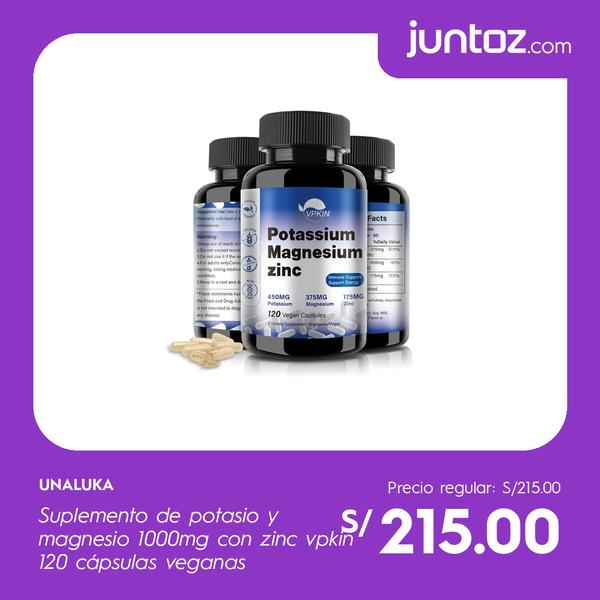 juntoz.com
VPKIN
Potassium
Magnesium
zinc
Immune Support
Support Energy
450MG 375MG 175MG
Potassium Magnesium Zinc
120 Vegan Capsules
Warning:
Facts
%Daily Value
UNALUKA
Suplemento de potasio y
magnesio 1000mg con zinc vpkin
120 cápsulas veganas
Precio regular: S/215.00
S/215.00